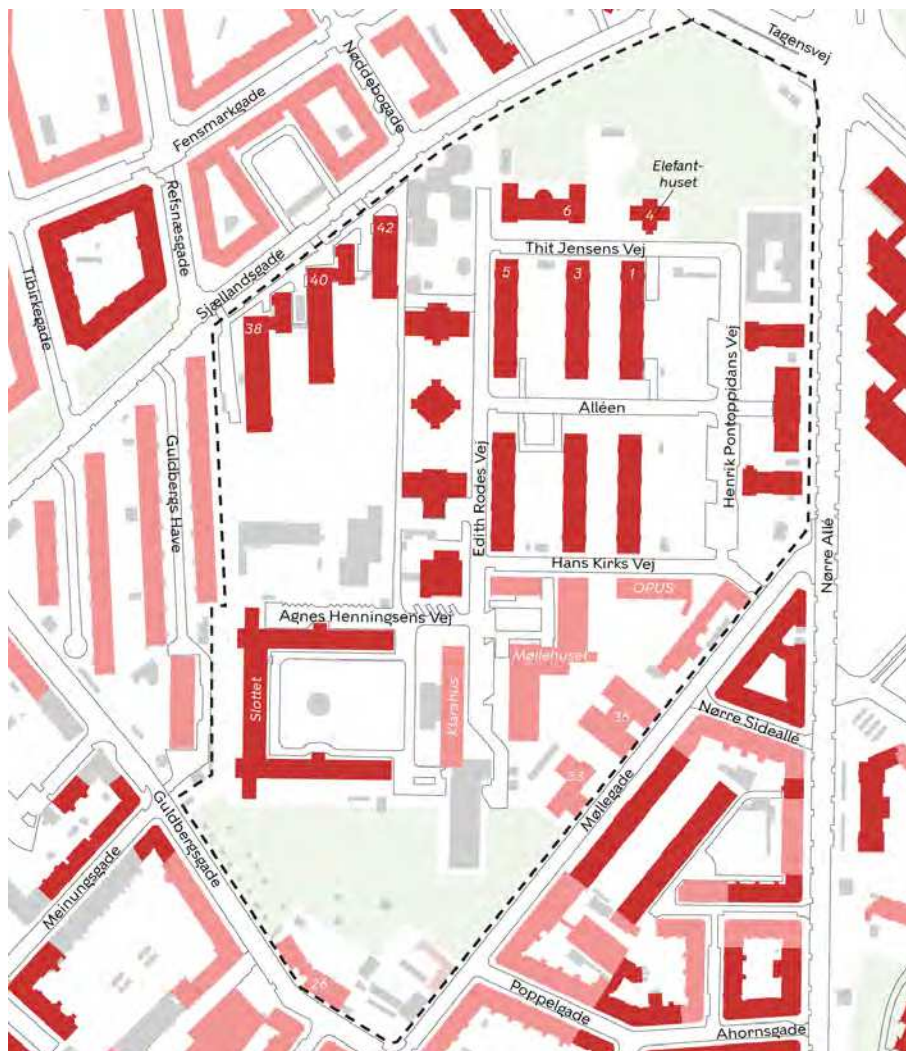 Tagensvej
Nøddebogade
Fensmarkgade
Refsnæsgade
Tibirkegade
Sjællandsgade
Elefant-
huset
42
6
4
Thit Jensens Vej
40
5
3
1
38
Henrik Pontoppidans Vej
Alléen
Guldbergs Have
Edith Rodes Vej
Nørre Allé
Hans Kirks Vej
OPUS
Agnes Henningsens Vej
Møllehuset
Slottet
Klarahus
35
Nørre Sideallé
33
Møllegade
Guldbergsgade
Meinungsgade
26
Poppelgade
Ahornsgade